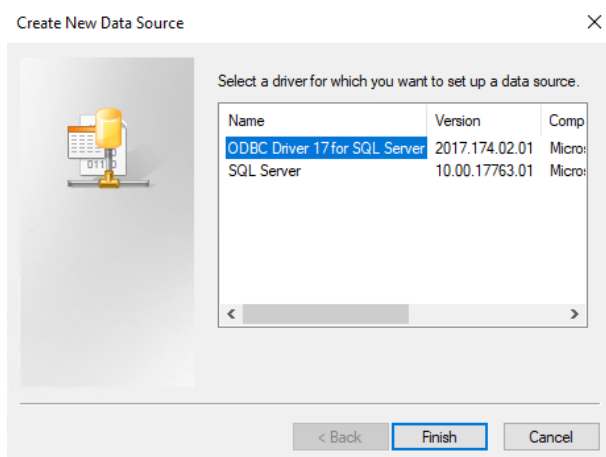 Create New Data Source
Select a driver for which you want to set up a data source.
Name Version Comp
ODBC Driver 17 for SQL Server 2017.174.02.01 Micro
SQL Server 10.00.17763.01 Micro
< Back Finish Cancel